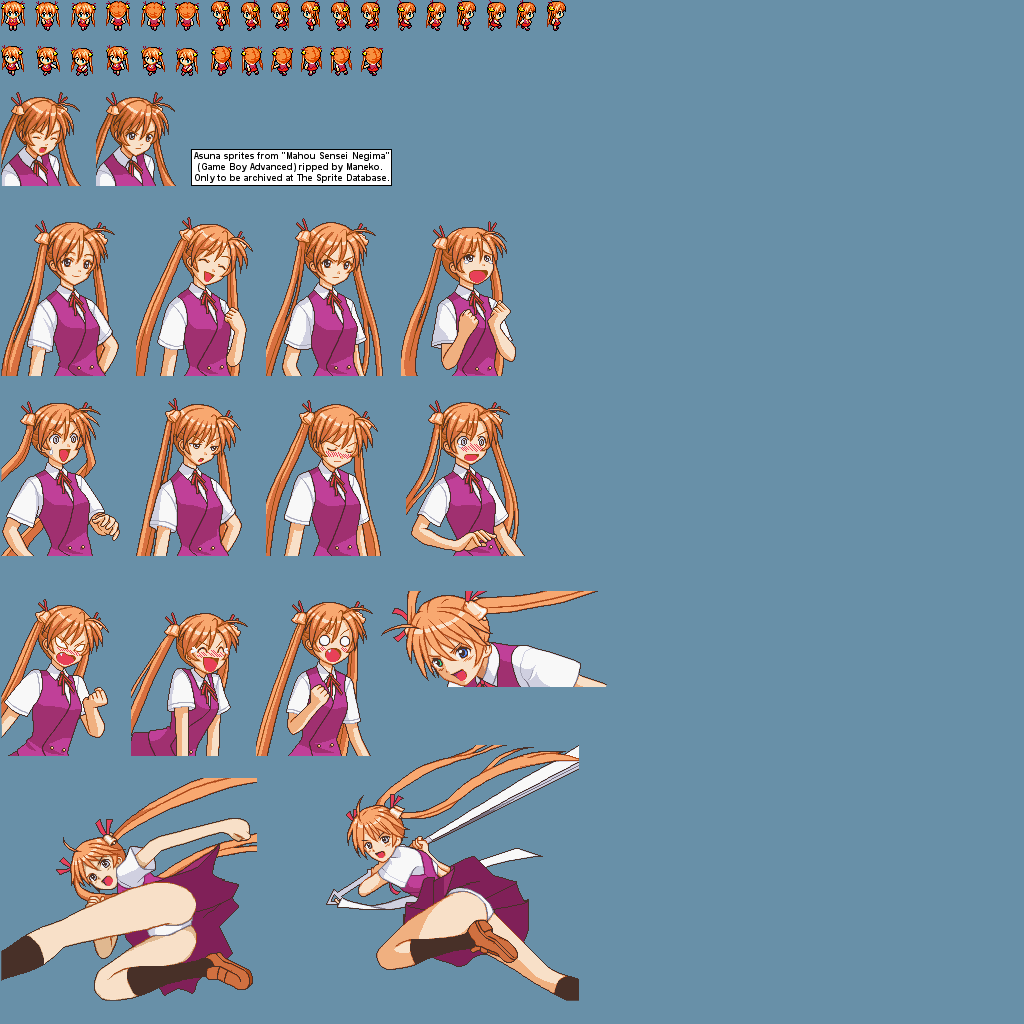 Asuna sprites from "Mahou Sensei Negima"
(Game Boy Advanced) ripped by Maneko.
Only to be archived at The Sprite Database.